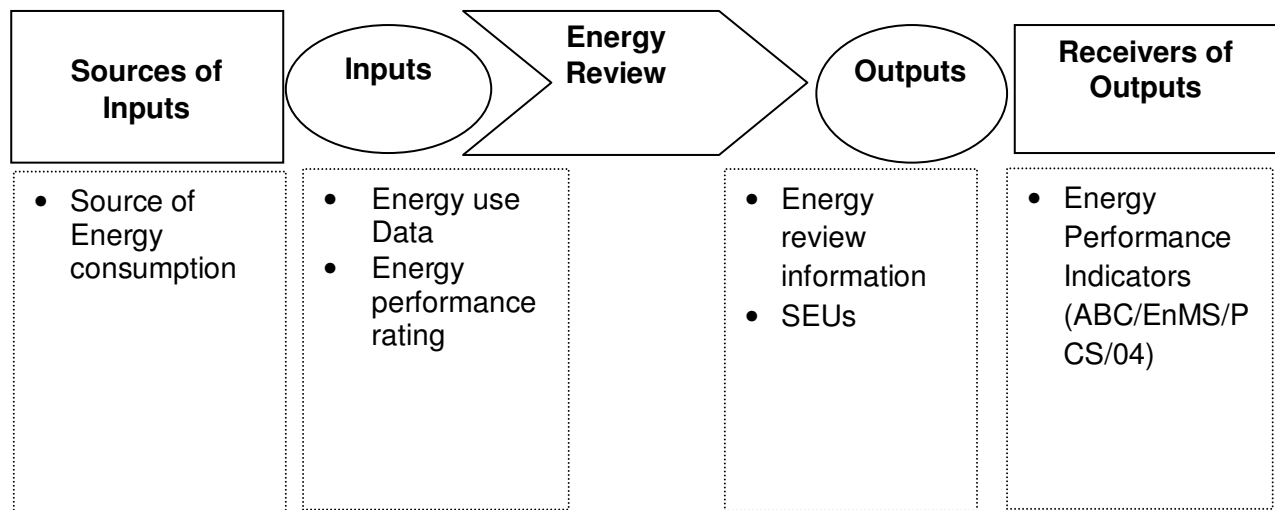 Sources of
Inputs
Inputs
Energy
Review
Outputs
Receivers of
Outputs
• Source of
Energy
consumption
• Energy use
Data
• Energy
performance
rating
• Energy
review
information
• SEUs
• Energy
Performance
Indicators
(ABC/EnMS/P
CS/04)